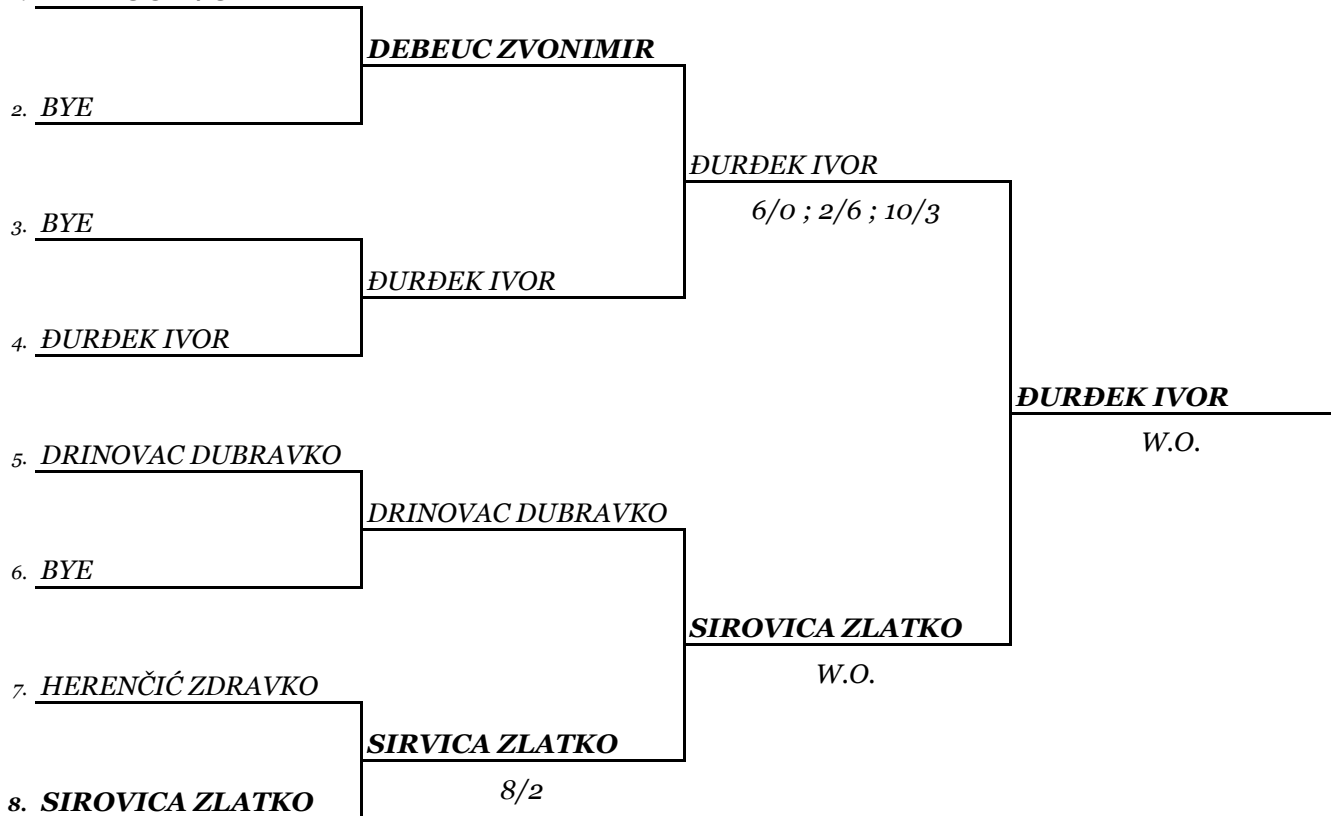 DEBEUC ZVONIMIR
2. BYE
ĐURĐEK IVOR
6/0 ; 2/6 ; 10/3
3. BYE
ĐURĐEK IVOR
4. ĐURĐEK IVOR
ĐURĐEK IVOR
W.O.
5. DRINOVAC DUBRAVKO
DRINOVAC DUBRAVKO
6. BYE
SIROVICA ZLATKO
W.O.
7. HERENČIĆ ZDRAVKO
SIRVICA ZLATKO
8/2
8. SIROVICA ZLATKO